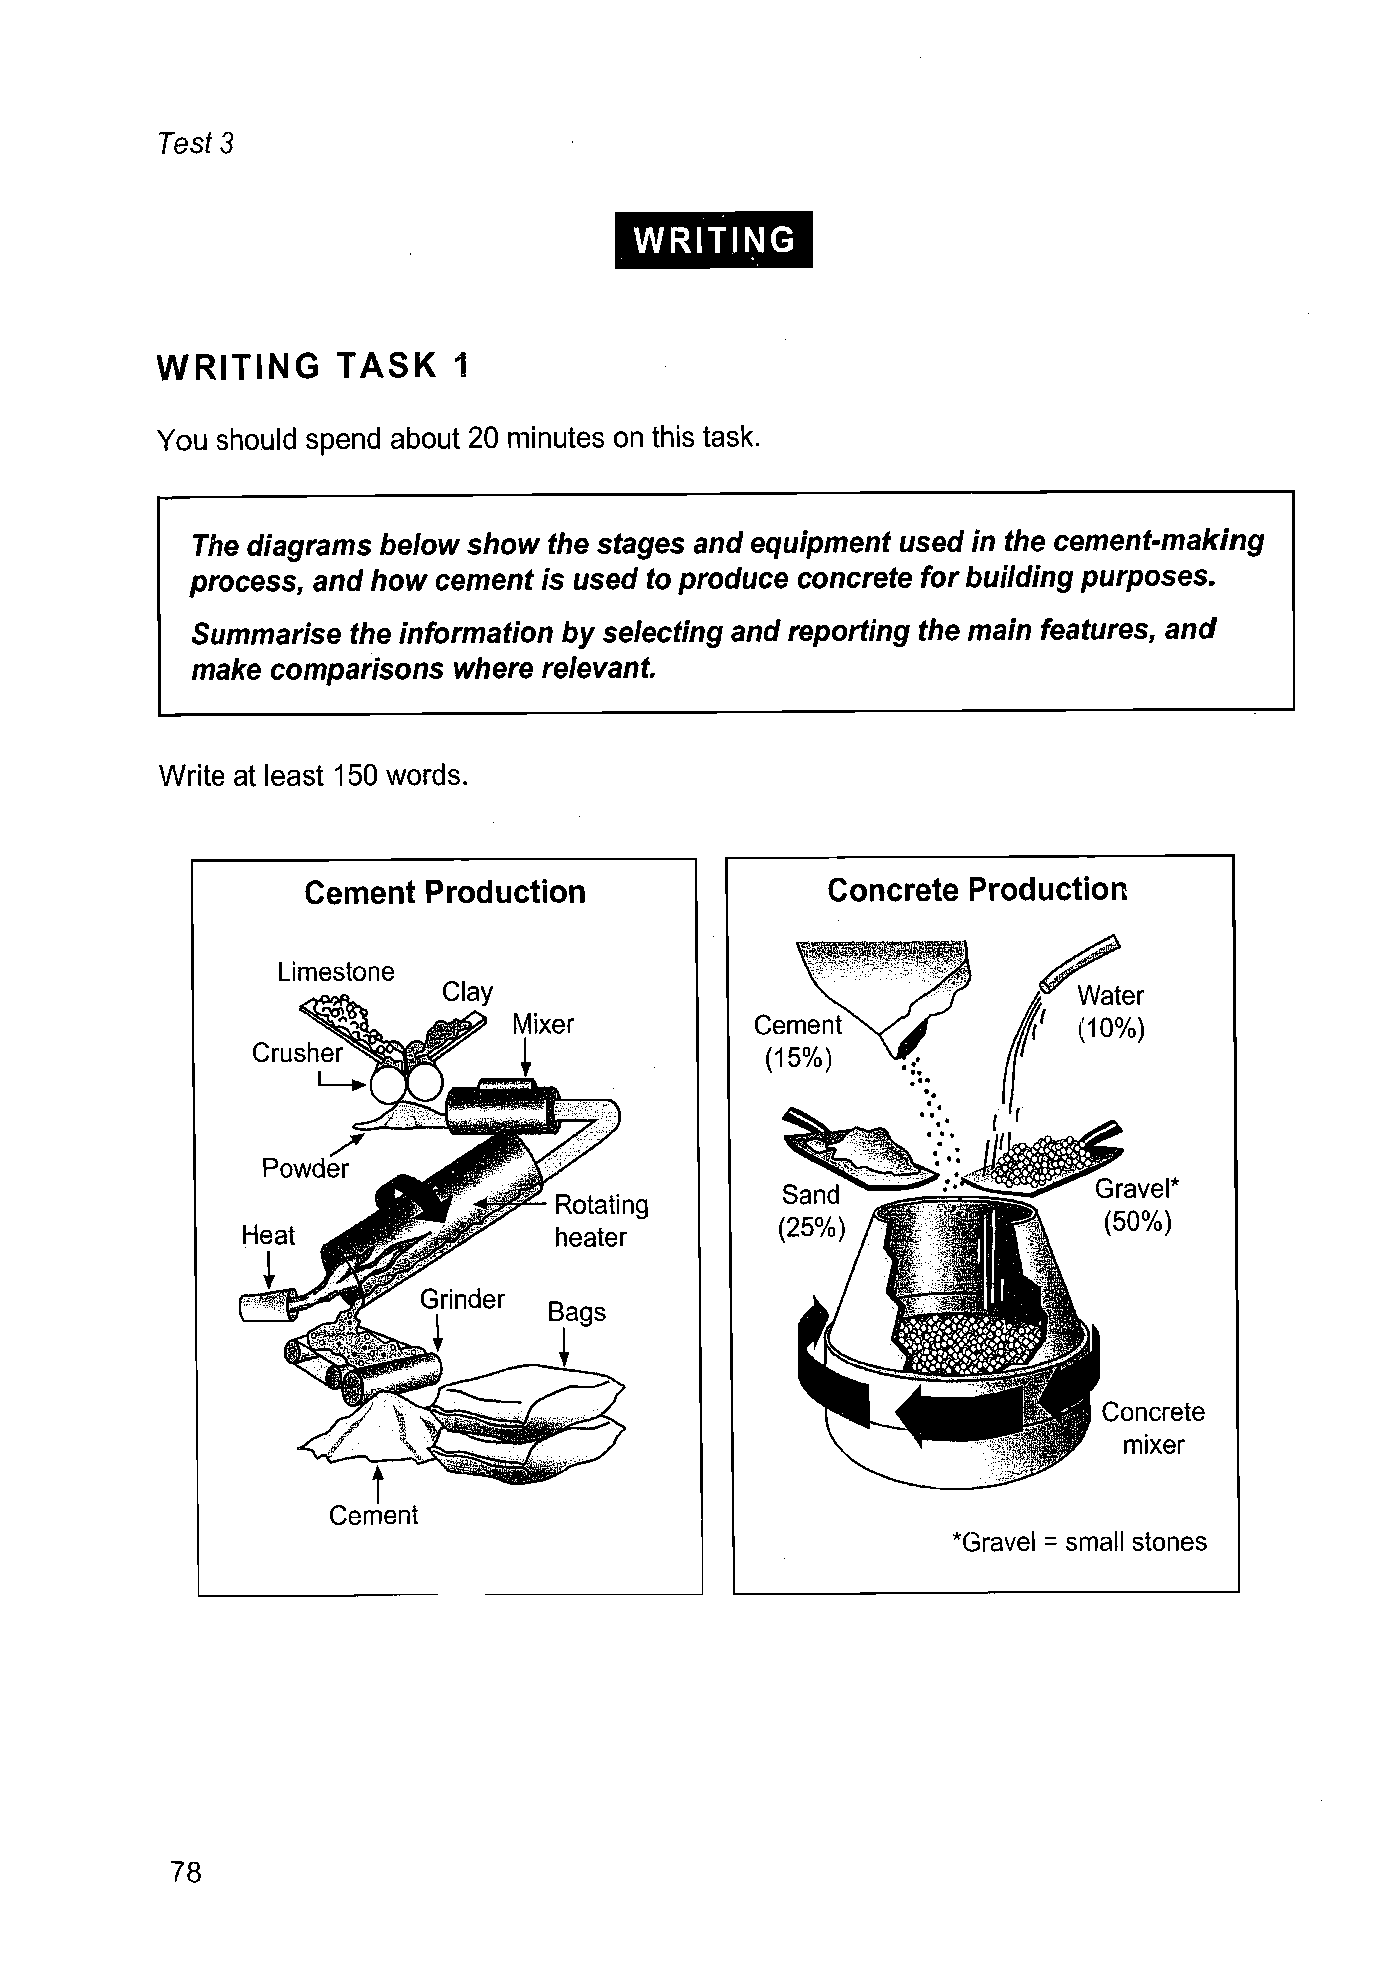 Test 3
WRITING
WRITING TASK 1
You should spend about 20 minutes on this task.
The diagrams below show the stages and equipment used in the cement-making
process, and how cement is used to produce concrete for building purposes.
Summarise the information by selecting and reporting the main features, and
make comparisons where relevant.
Write at least 150 words.
Cement Production
Limestone
Clay
Mixer
Crusher
Powder
Rotating
heater
Heat
Grinder
Bags
Cement
Concrete Production
Water
(10%)
Cement
(15%)
Sand
(25%)
Gravel*
(50%)
Concrete
mixer
*Gravel = small stones
78